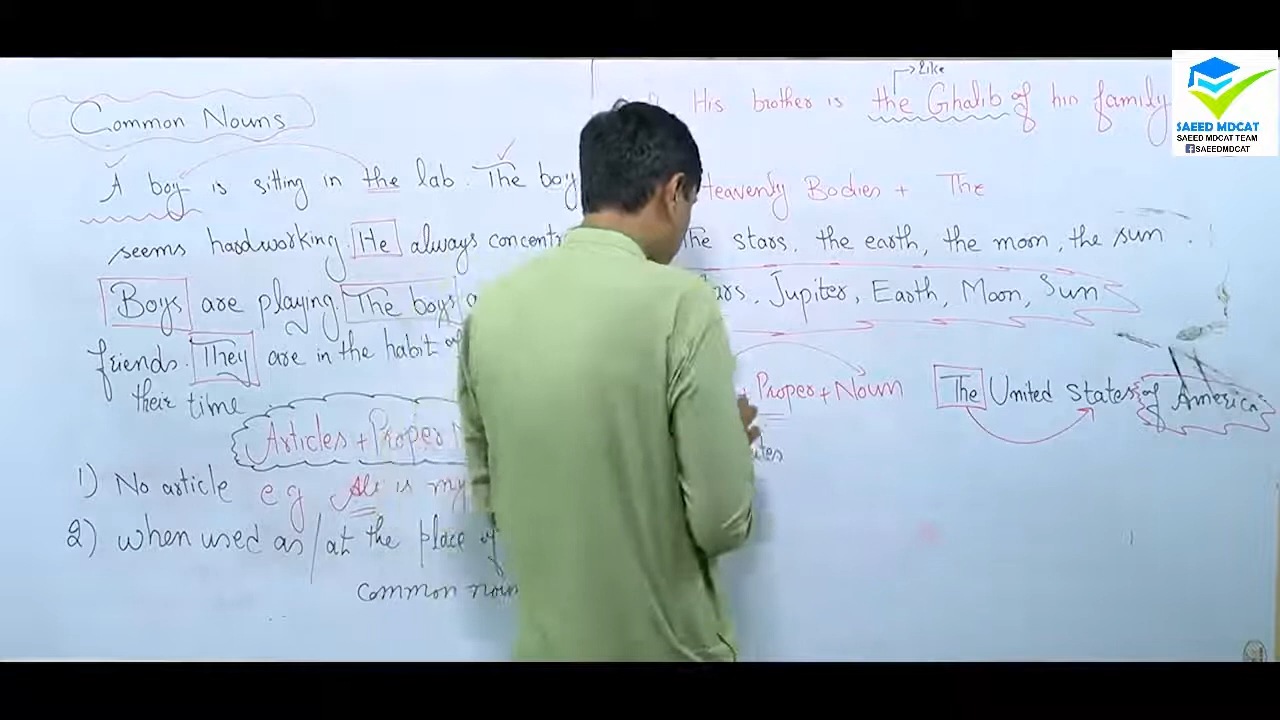 Common Nouns
A boy is sitting in the lab. The boy
seems hardworking. He always concent
Boys are playing. The boys
friends. They are in the habit of
their time
Articles + Proper
1) No article eg Ali is my
2) when used as/at the place of
common noun
Like
His brother is the Ghalib of his family
Heavenly Bodies + The
The stars, the earth, the moon, the sun.
ars, Jupiter, Earth, Moon, Sun
+ Proper + Noun
The United States of America
SAEED MDCAT
SAEED MDCAT TEAM
SAEEDMDCAT